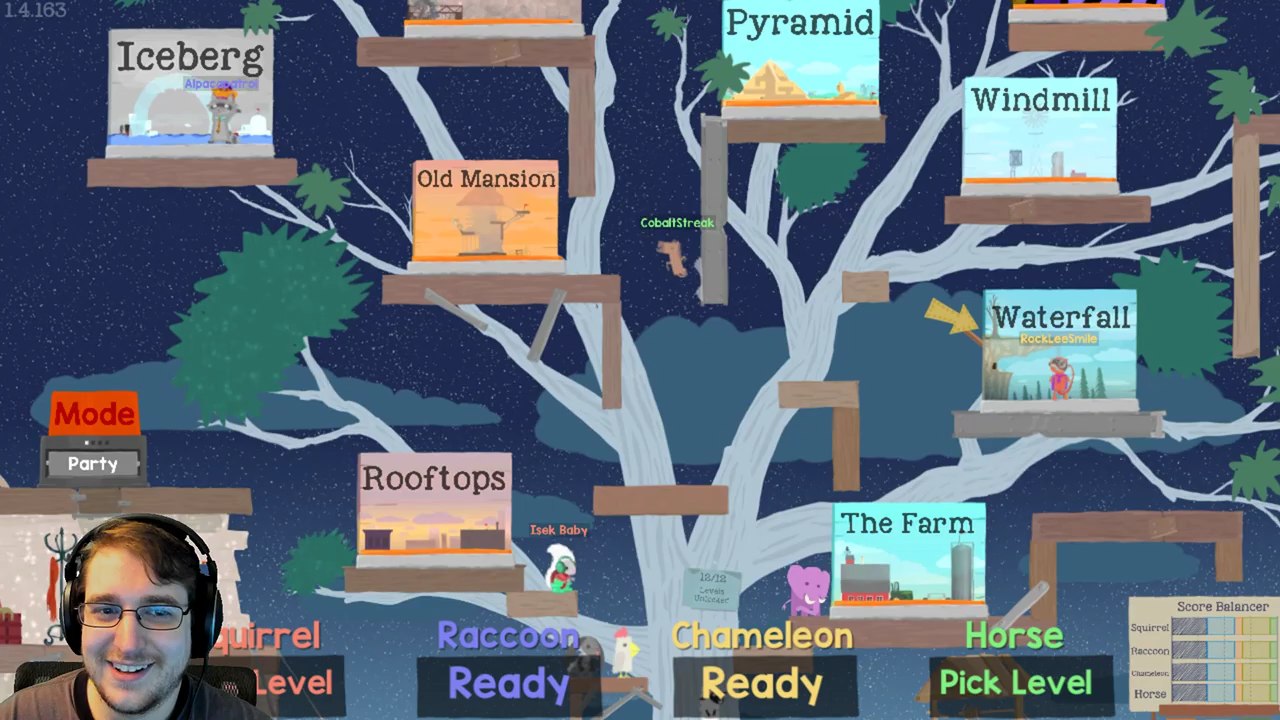 1.4.163
Iceberg
Alpacapatrol
Pyramid
Windmill
Old Mansion
CobaltStreak
Waterfall
RockLeeSmile
Mode
Party
Rooftops
Isek Baby
The Farm
12/12
Levels
Unlocked
Score Balancer
Squirrel
Raccoon
Chameleon
Horse
quirrel
Level
Raccoon
Ready
Chameleon
Ready
Horse
Pick Level